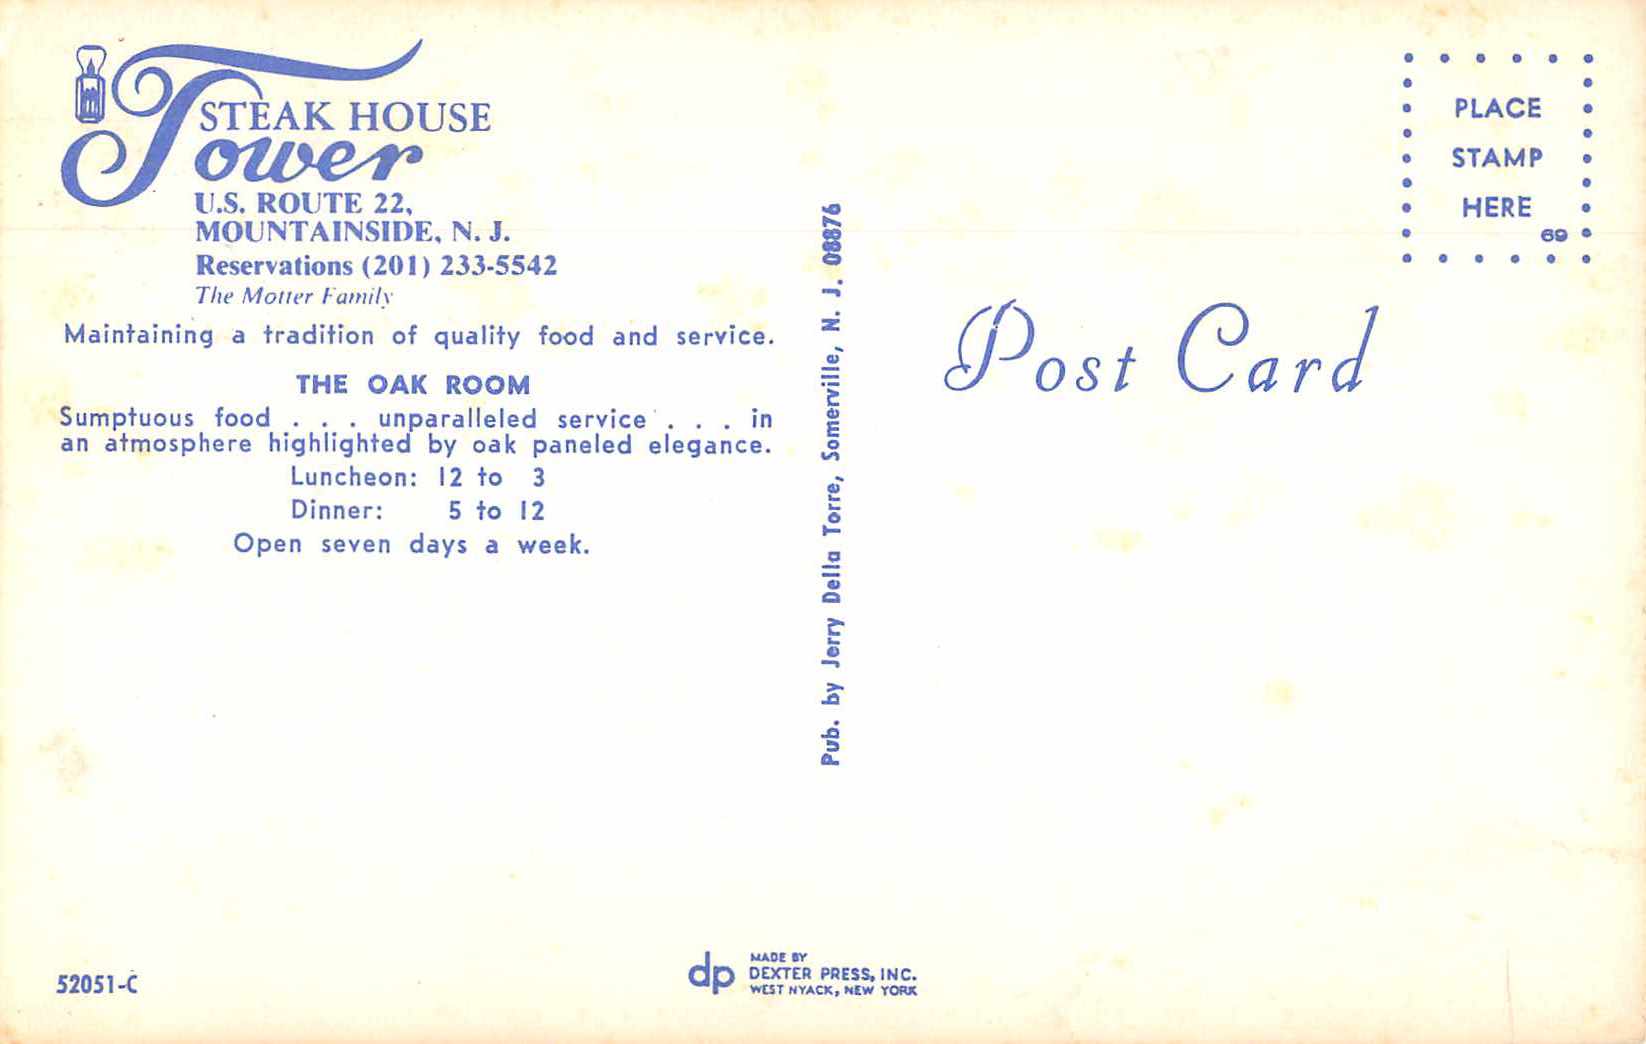 STEAK HOUSE
Tower
U.S. ROUTE 22,
MOUNTAINSIDE, N. J.
Reservations (201) 233-5542
The Motter Family
Maintaining a tradition of quality food and service.
THE OAK ROOM
Sumptuous food . . . unparalleled service . . . in
an atmosphere highlighted by oak paneled elegance.
Luncheon: 12 to 3
Dinner: 5 to 12
Open seven days a week.
52051-C
Pub. by Jerry Della Torre, Somerville, N. J. 08876
dp
MADE BY
DEXTER PRESS, INC.
WEST NYACK, NEW YORK
PLACE
STAMP
HERE
69
Post Card